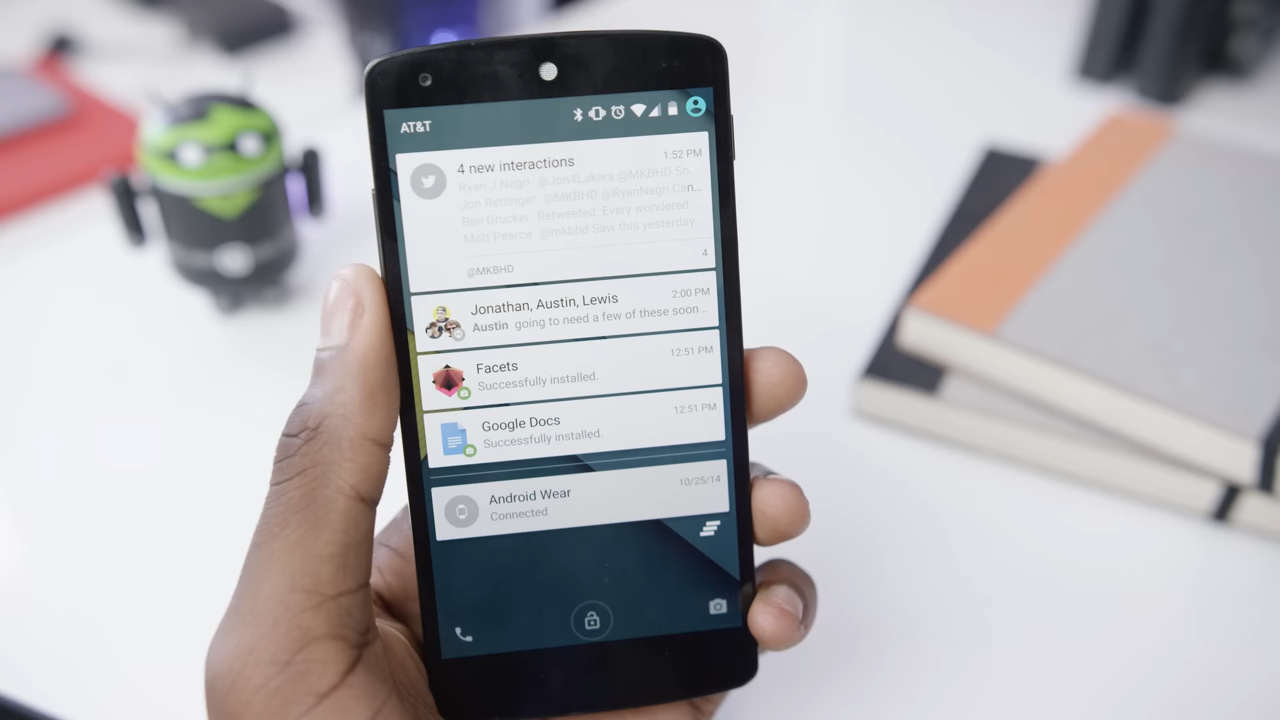 AT&T
4 new interactions 1:52 PM
Ryan J Negri @Jon4Lakers @MKBHD So.
Jon Rettinger @MKBHD @RyanNegri Can...
Ben Drucker Retweeted: Every wondered
Matt Pearce @mkbhd Saw this yesterday..
@MKBHD 4
Jonathan, Austin, Lewis 2:00 PM
Austin going to need a few of these soon ..
Facets 12:51 PM
Successfully installed.
Google Docs 12:51 PM
Successfully installed.
Android Wear 10/25/14
Connected